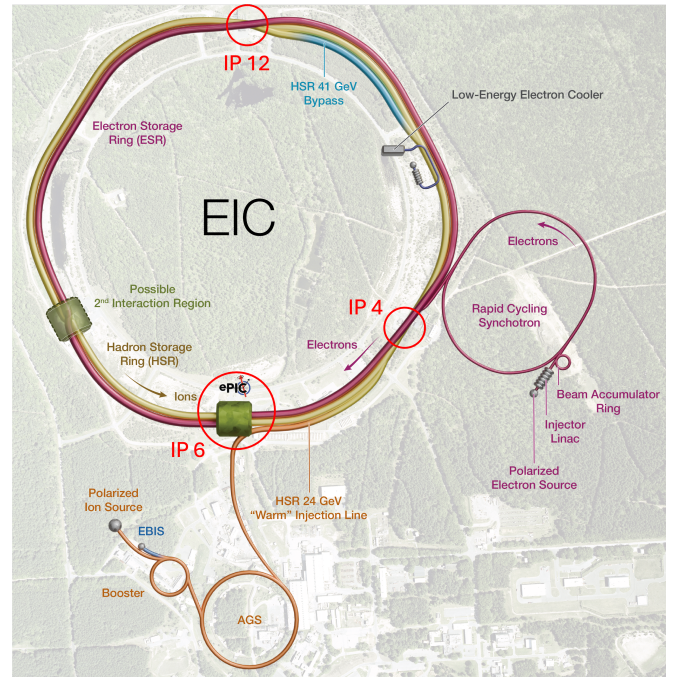 IP 12
HSR 41 GeV
Bypass
Low-Energy Electron Cooler
Electron Storage
Ring (ESR)
EIC
Electrons
Possible
2nd Interaction Region
IP 4
Rapid Cycling
Synchotron
Hadron Storage
Ring (HSR)
Electrons
Ions
ePIC
Beam Accumulator
Ring
Injector
Linac
IP 6
Polarized
Electron Source
Polarized
Ion Source
HSR 24 GeV
“Warm” Injection Line
EBIS
Booster
AGS